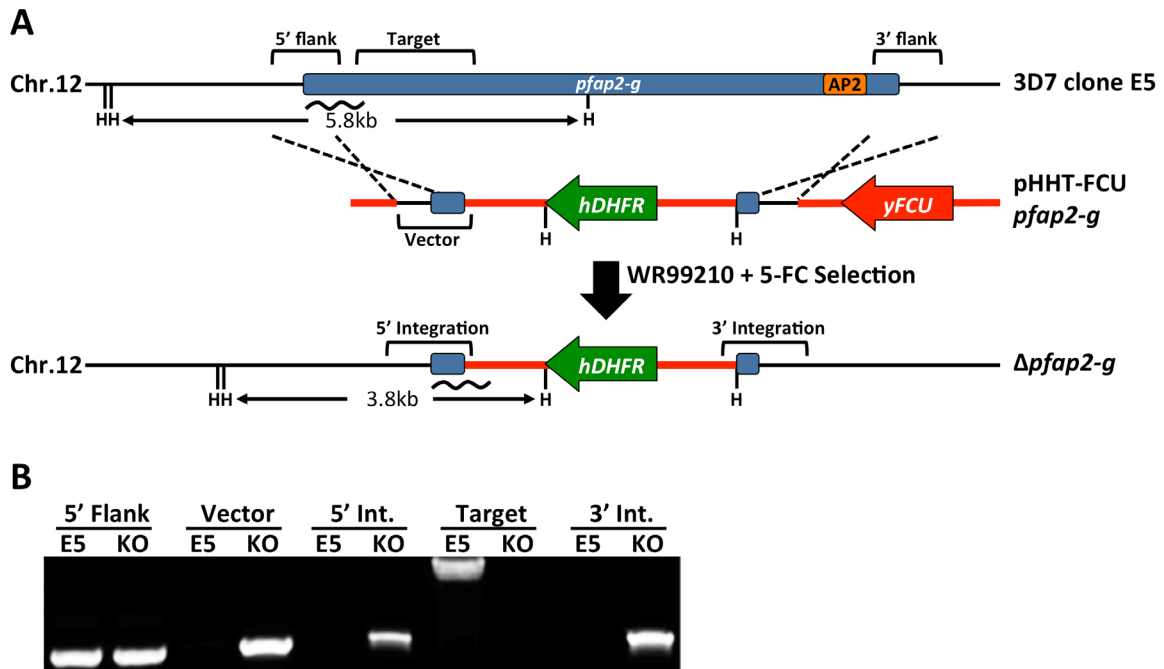 A
5’ flank
Target
3’ flank
Chr.12
pfap2-g
AP2
3D7 clone E5
HH
5.8kb
H
hDHFR
yFCU
pHHT-FCU
pfap2-g
Vector
H
H
WR99210 + 5-FC Selection
5’ Integration
3’ Integration
Chr.12
hDHFR
Δpfap2-g
HH
3.8kb
H
H
B
5’ Flank Vector 5’ Int. Target 3’ Int.
E5 KO E5 KO E5 KO E5 KO E5 KO